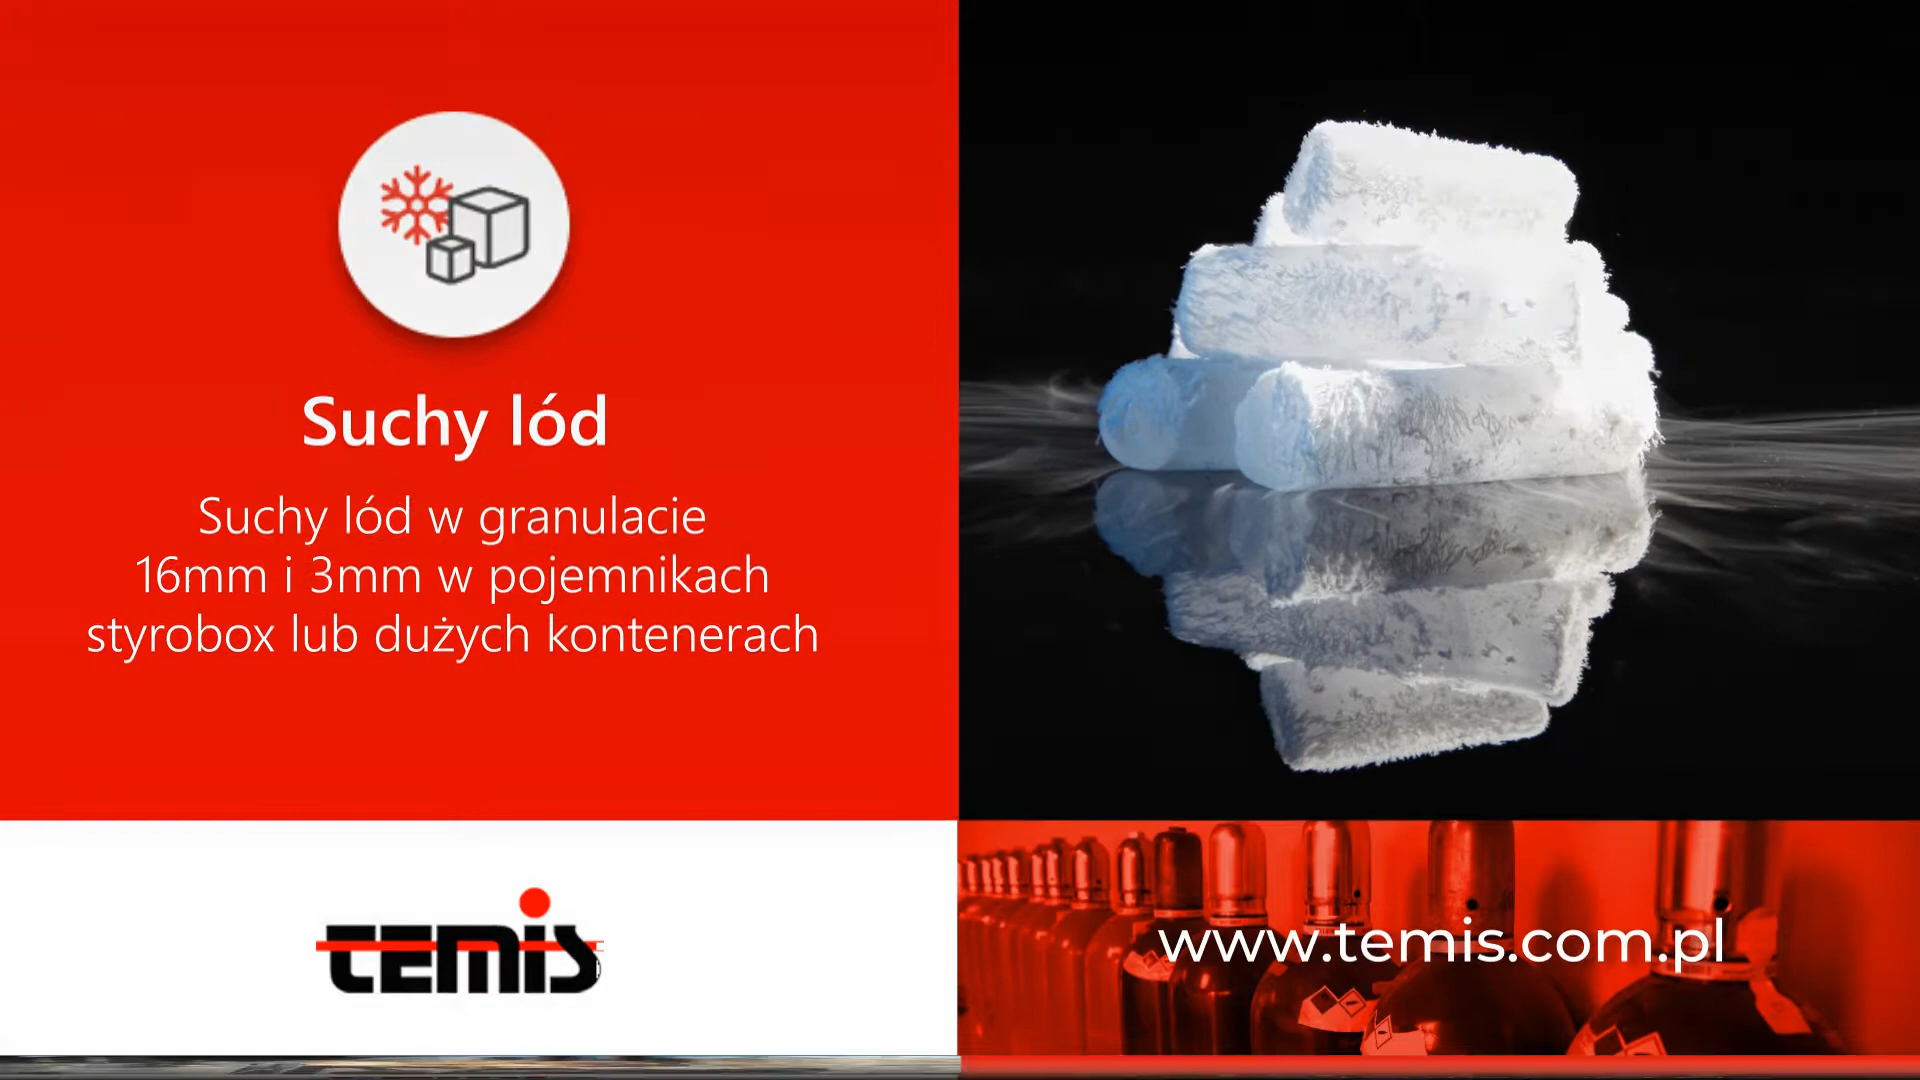 Suchy lód
Suchy lód w granulacie
16mm i 3mm w pojemnikach
styrobox lub dużych kontenerach
temis
www.temis.com.pl